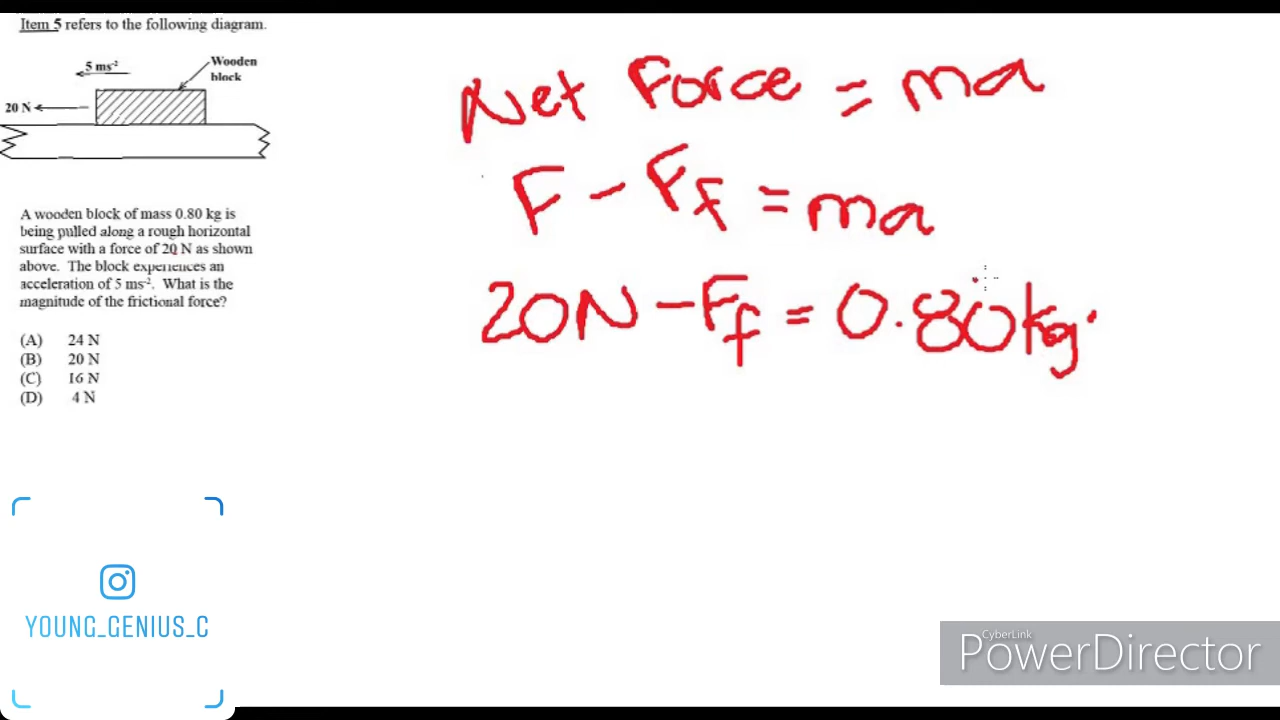 Item 5 refers to the following diagram.
5 ms⁻²
Wooden
block
20 N
A wooden block of mass 0.80 kg is
being pulled along a rough horizontal
surface with a force of 20 N as shown
above. The block experiences an
acceleration of 5 ms⁻². What is the
magnitude of the frictional force?
(A) 24 N
(B) 20 N
(C) 16 N
(D) 4 N
Net Force = ma
F - Ff = ma
20N - Ff = 0.80kg.
YOUNG_GENIUS_C
CyberLink
PowerDirector